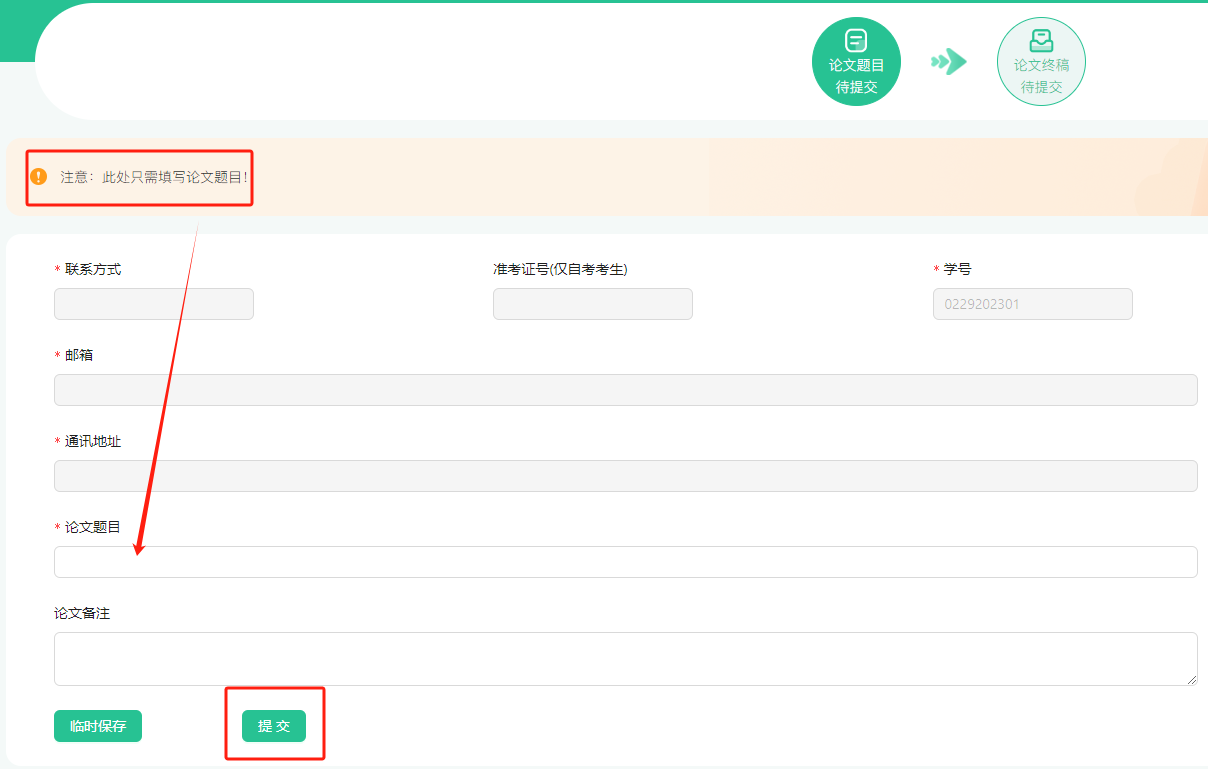 论文题目
待提交
论文终稿
待提交
注意：此处只需填写论文题目!
* 联系方式
准考证号(仅自考考生)
* 学号
0229202301
* 邮箱
* 通讯地址
* 论文题目
论文备注
临时保存
提 交